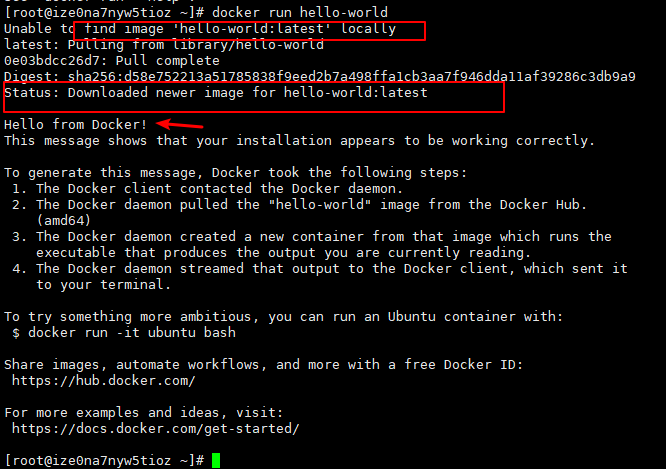 [root@ize0na7nyw5tioz ~]# docker run hello-world
Unable to find image 'hello-world:latest' locally
latest: Pulling from library/hello-world
0e03bdcc26d7: Pull complete
Digest: sha256:d58e752213a51785838f9eed2b7a498ffa1cb3aa7f946dda11af39286c3db9a9
Status: Downloaded newer image for hello-world:latest
Hello from Docker!
This message shows that your installation appears to be working correctly.
To generate this message, Docker took the following steps:
1. The Docker client contacted the Docker daemon.
2. The Docker daemon pulled the "hello-world" image from the Docker Hub.
(amd64)
3. The Docker daemon created a new container from that image which runs the
executable that produces the output you are currently reading.
4. The Docker daemon streamed that output to the Docker client, which sent it
to your terminal.
To try something more ambitious, you can run an Ubuntu container with:
$ docker run -it ubuntu bash
Share images, automate workflows, and more with a free Docker ID:
https://hub.docker.com/
For more examples and ideas, visit:
https://docs.docker.com/get-started/
[root@ize0na7nyw5tioz ~]#